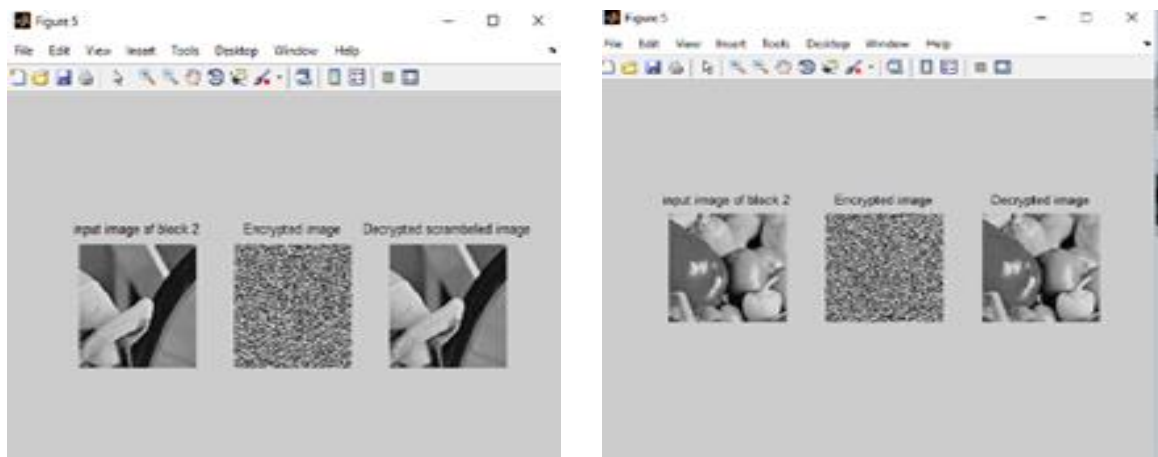 Figure 5
File Edit View Insert Tools Desktop Window Help
input image of block 2 Encrypted image Decrypted scrambeled image
Figure 5
File Edit View Insert Tools Desktop Window Help
input image of block 2 Encrypted image Decrypted image